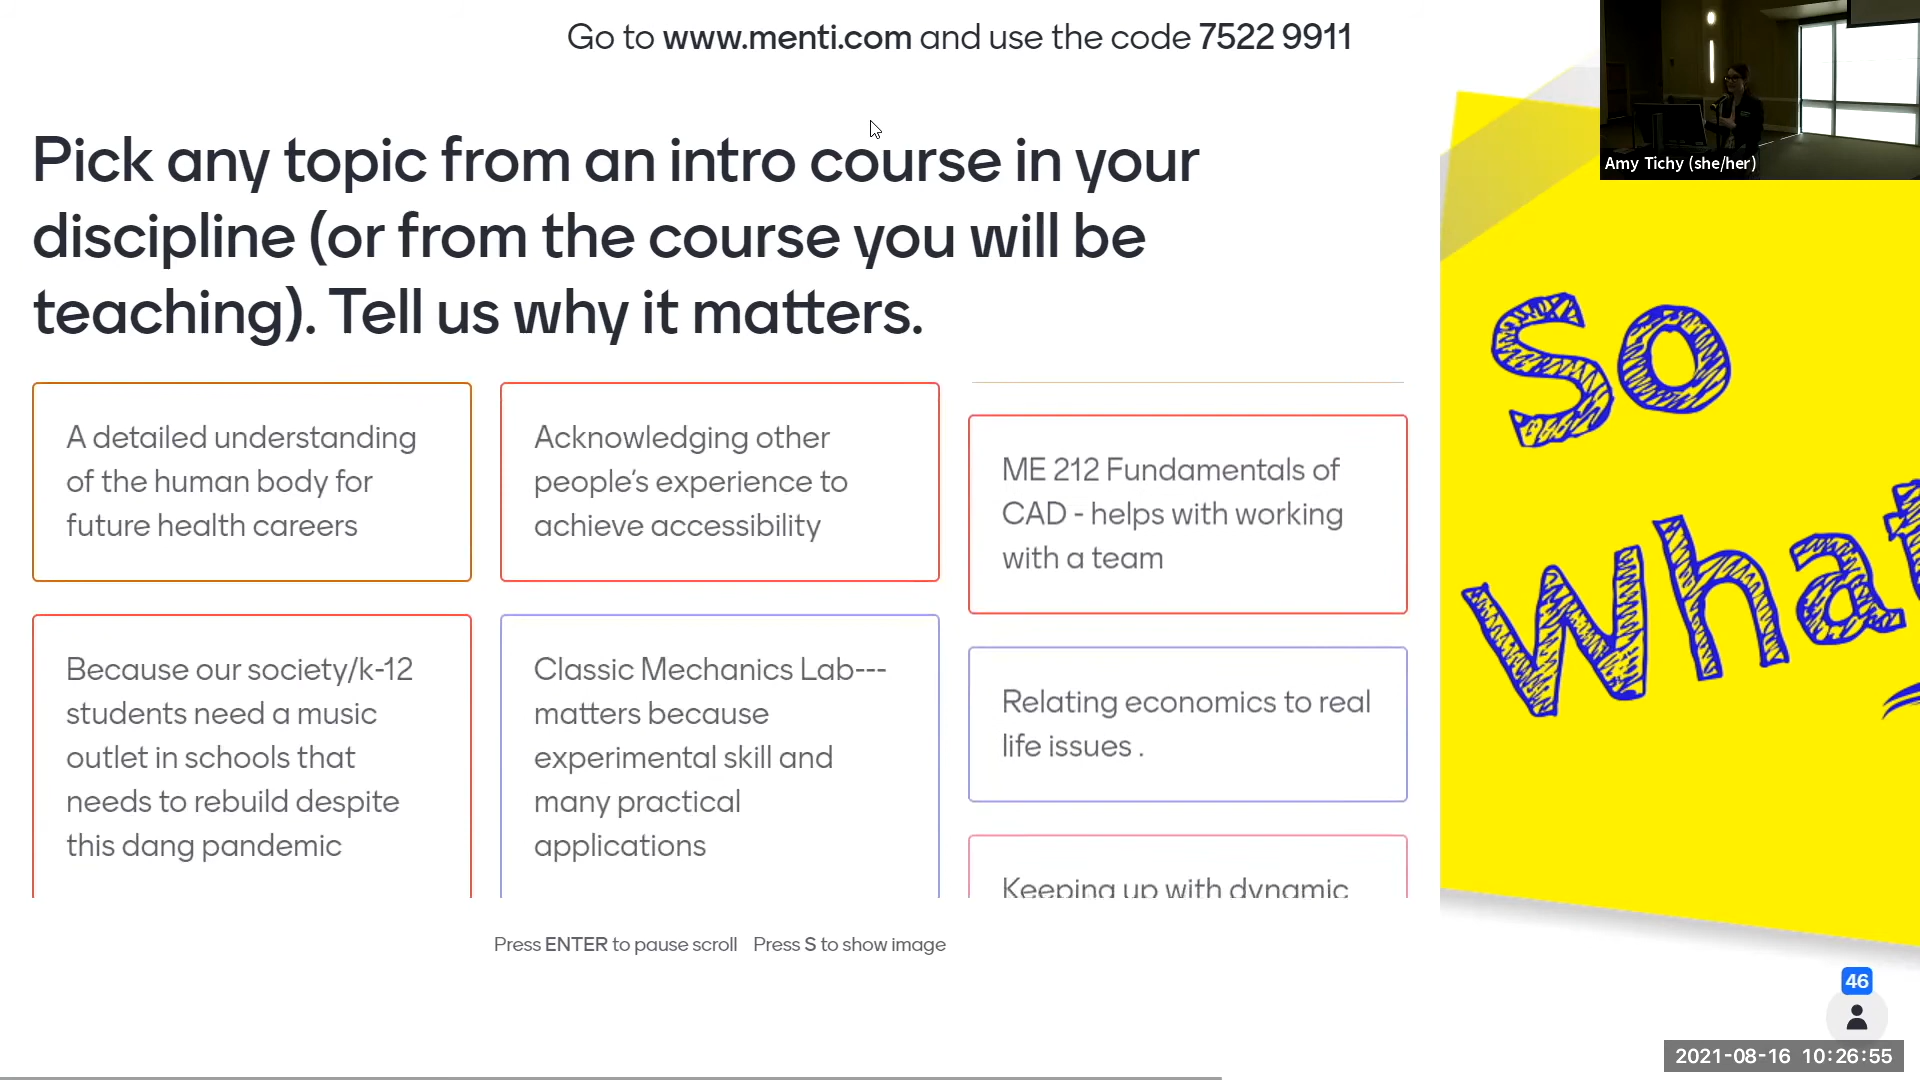 Go to www.menti.com and use the code 7522 9911
Amy Tichy (she/her)
Pick any topic from an intro course in your
discipline (or from the course you will be
teaching). Tell us why it matters.
A detailed understanding
of the human body for
future health careers
Acknowledging other
people's experience to
achieve accessibility
ME 212 Fundamentals of
CAD - helps with working
with a team
Because our society/k-12
students need a music
outlet in schools that
needs to rebuild despite
this dang pandemic
Classic Mechanics Lab---
matters because
experimental skill and
many practical
applications
Relating economics to real
life issues .
Keeping up with dynamic
So
What
Press ENTER to pause scroll Press S to show image
46
2021-08-16 10:26:55